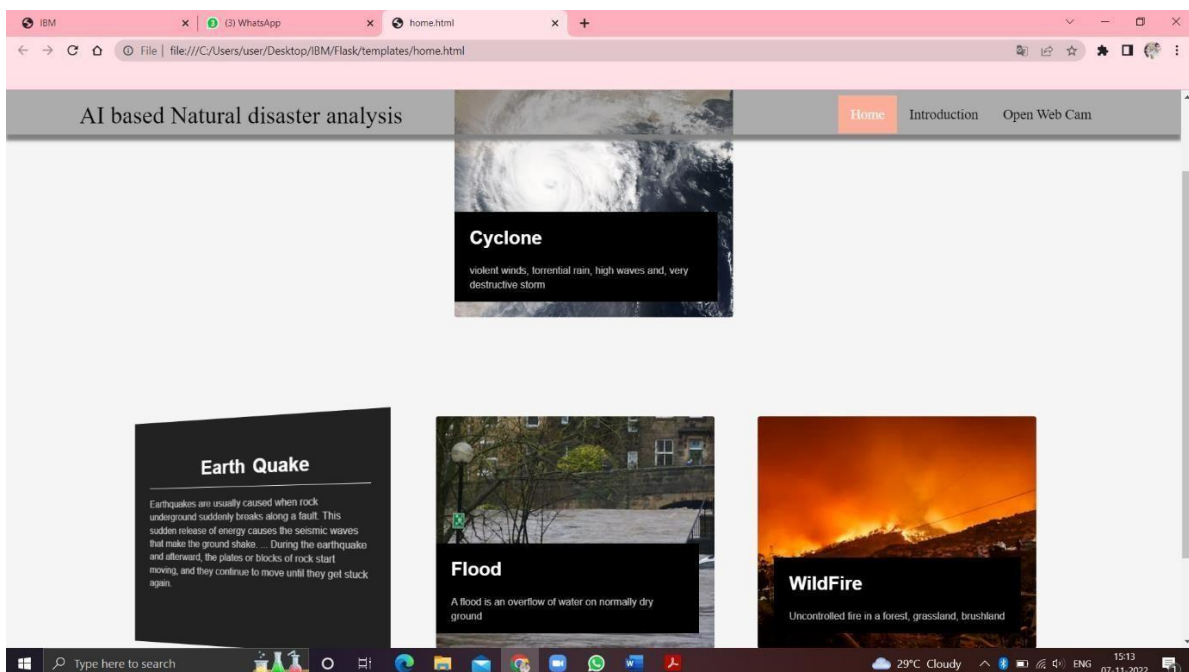 IBM
(3) WhatsApp
home.html
File | file:///C:/Users/user/Desktop/IBM/Flask/templates/home.html
AI based Natural disaster analysis
Home
Introduction
Open Web Cam
Cyclone
violent winds, torrential rain, high waves and, very
destructive storm
Earth Quake
Earthquakes are usually caused when rock
underground suddenly breaks along a fault. This
sudden release of energy causes the seismic waves
that make the ground shake. ... During the earthquake
and afterward, the plates or blocks of rock start
moving, and they continue to move until they get stuck
again.
Flood
A flood is an overflow of water on normally dry
ground
WildFire
Uncontrolled fire in a forest, grassland, brushland
Type here to search
29°C Cloudy
ENG
15:13
07-11-2022